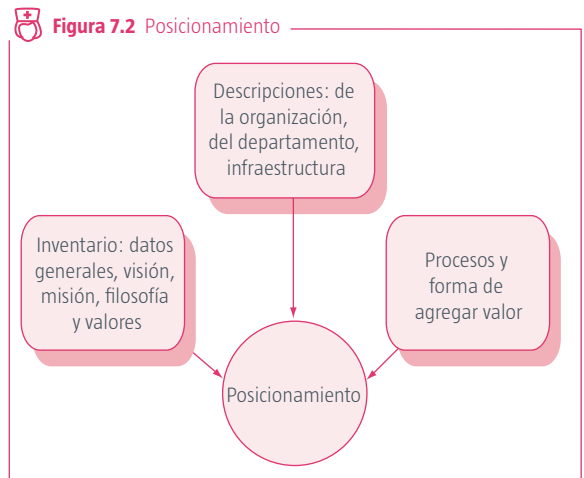 Figura 7.2 Posicionamiento
Descripciones: de
la organización,
del departamento,
infraestructura
Inventario: datos
generales, visión,
misión, filosofía
y valores
Procesos y
forma de
agregar valor
Posicionamiento